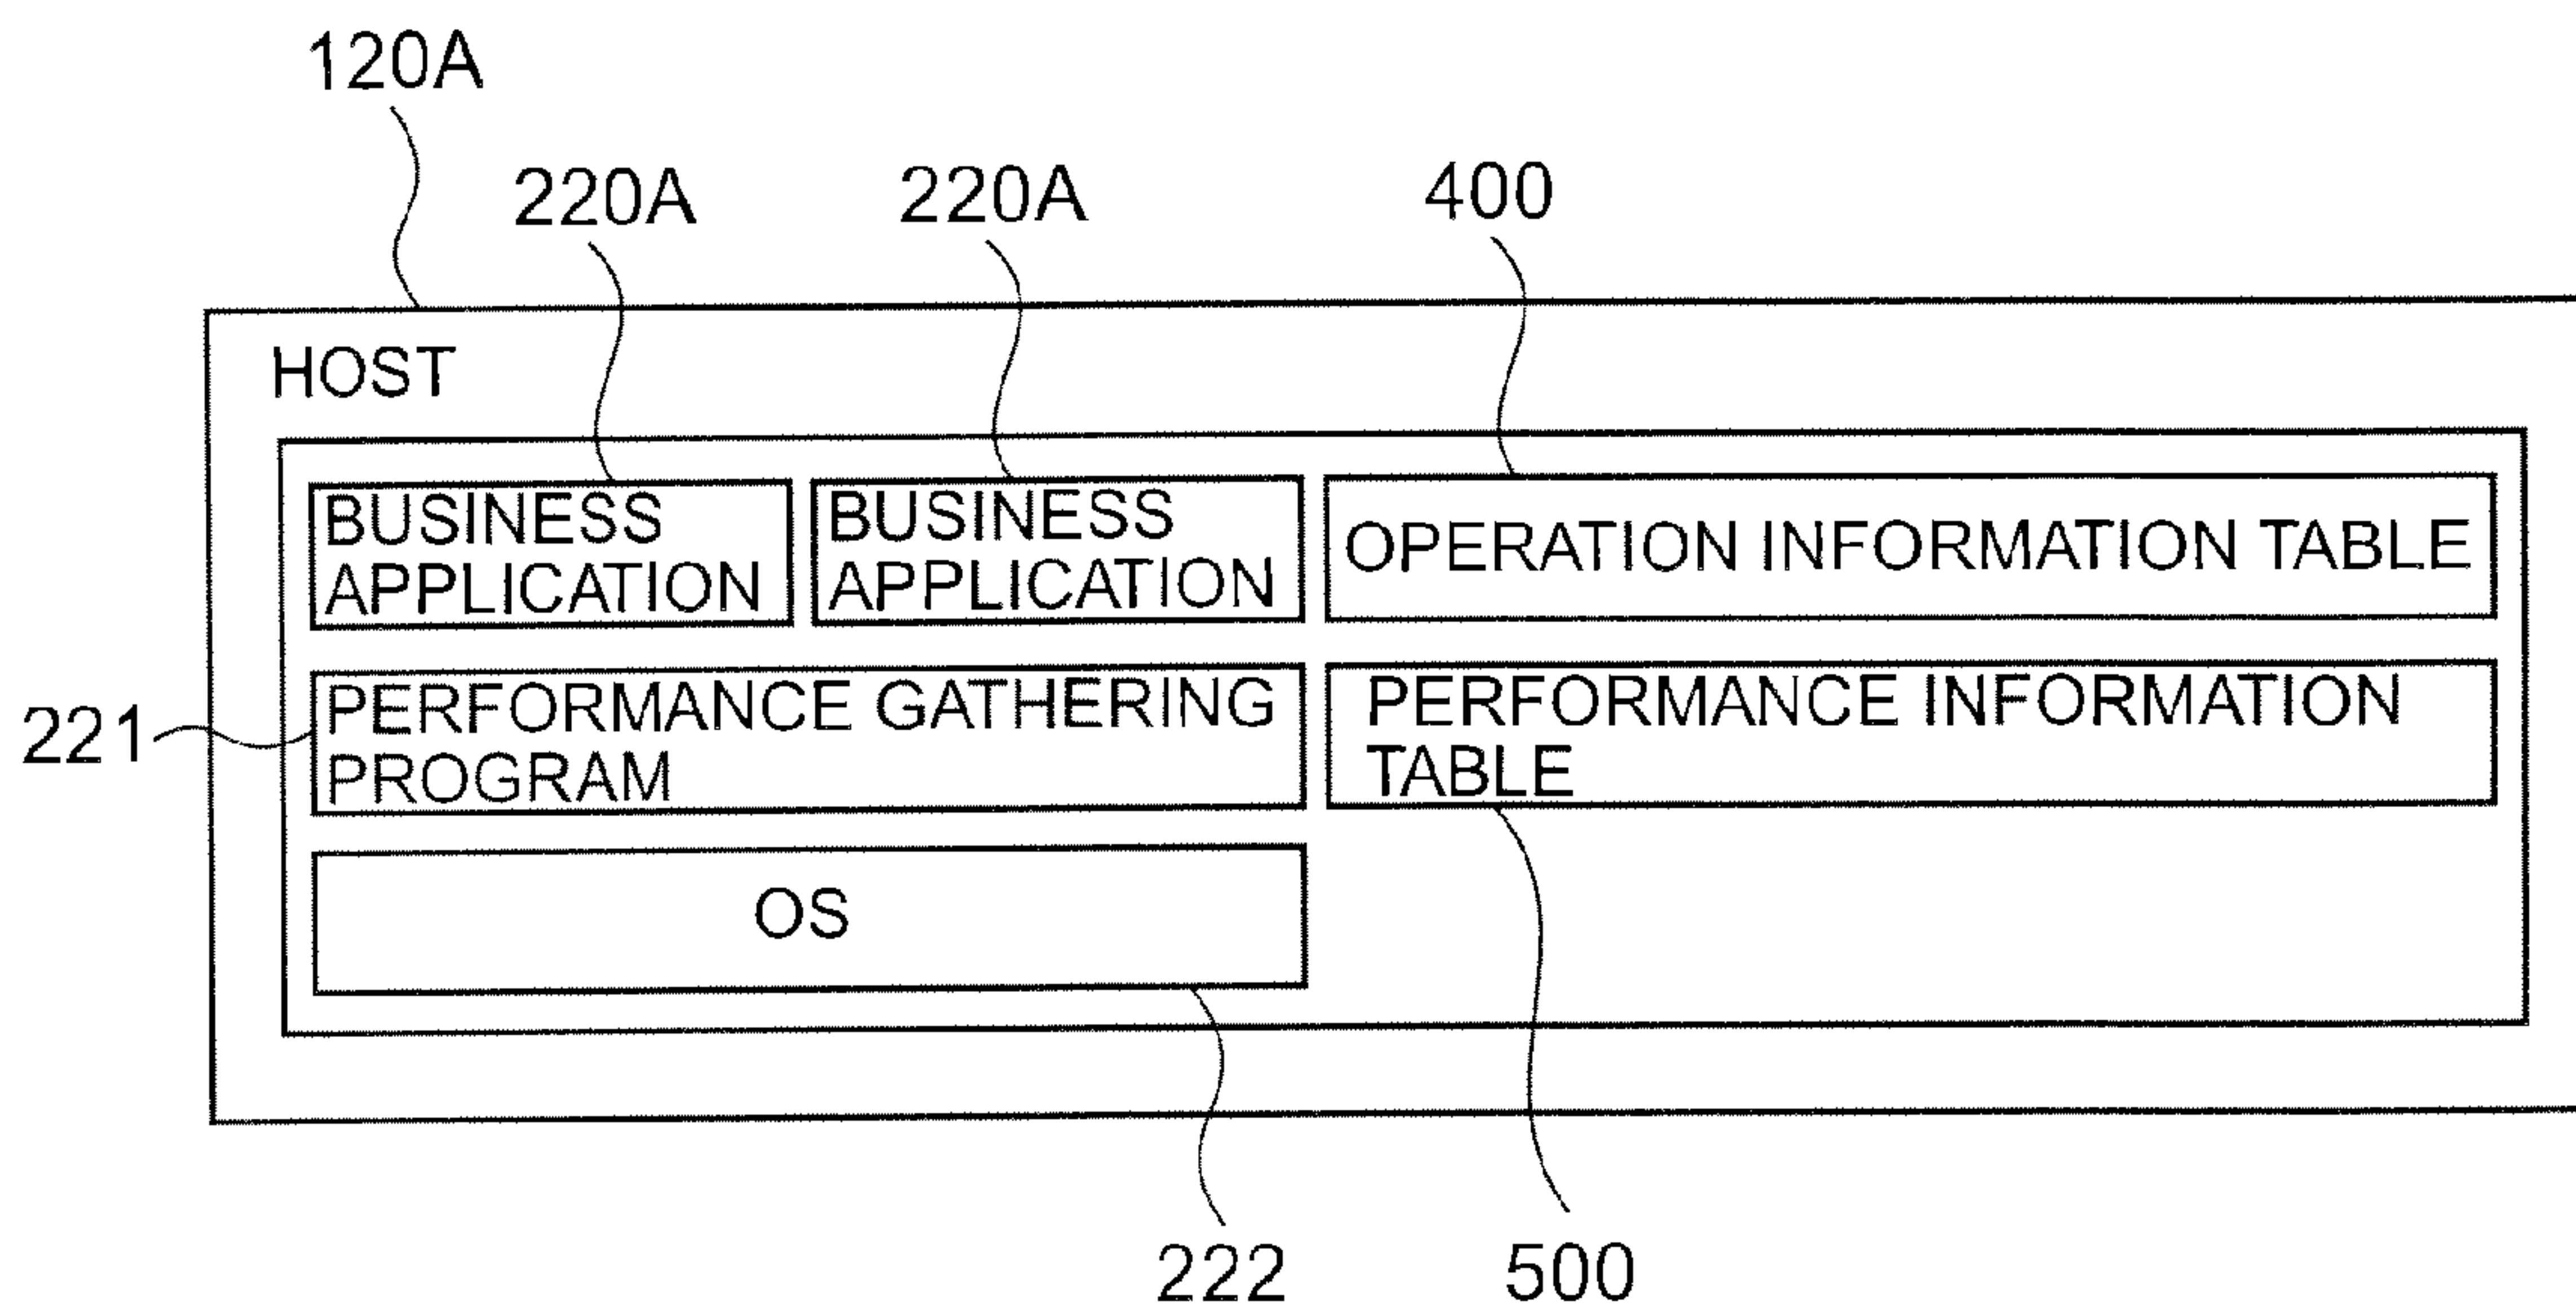 120A
220A 220A 400
HOST
BUSINESS
APPLICATION
BUSINESS
APPLICATION
OPERATION INFORMATION TABLE
221
PERFORMANCE GATHERING
PROGRAM
PERFORMANCE INFORMATION
TABLE
OS
222 500